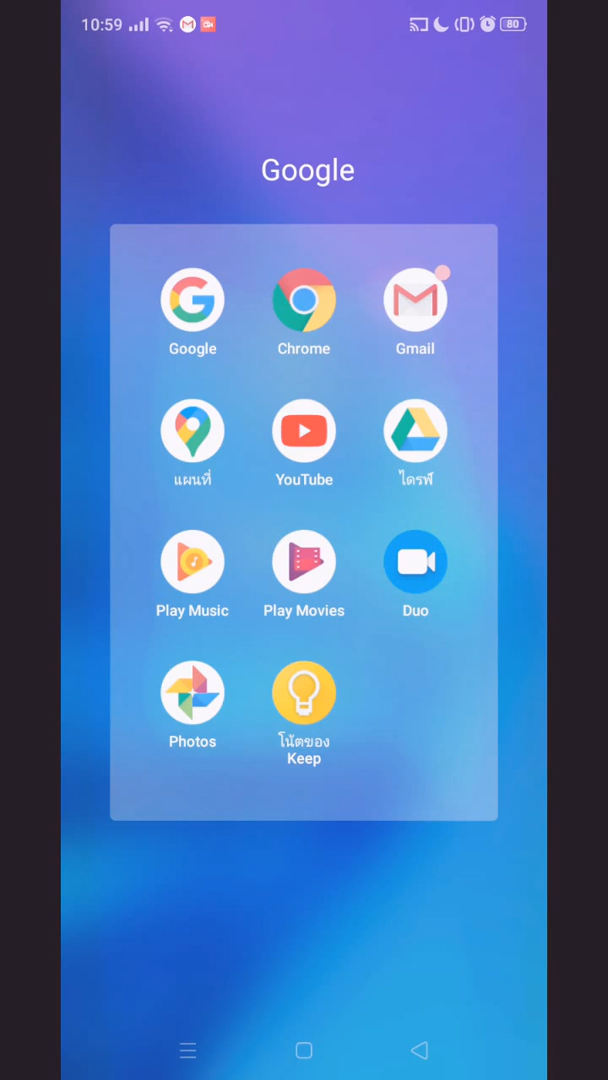 10:59
80
Google
Google
Chrome
Gmail
แผนที่
YouTube
ไดรฟ์
Play Music
Play Movies
Duo
Photos
โน้ตของ
Keep